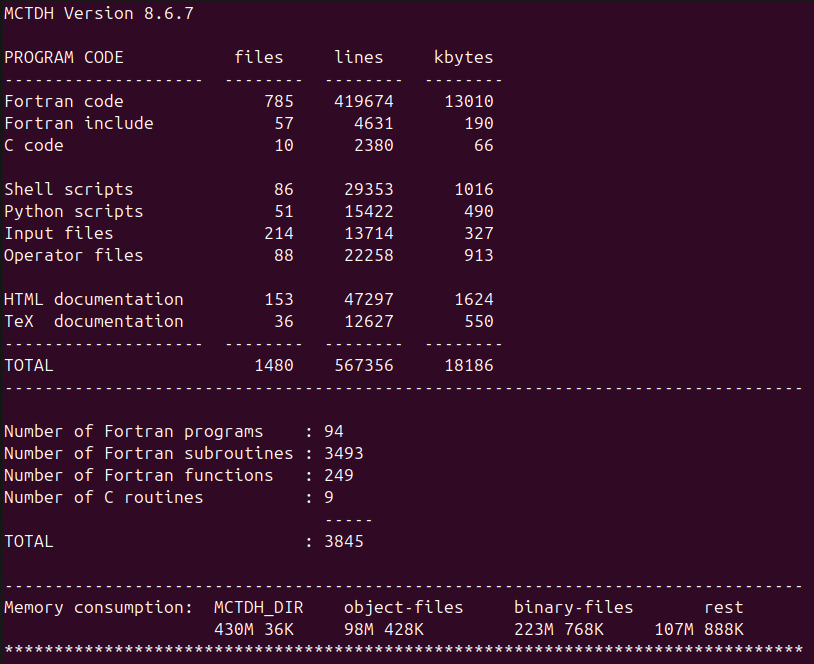 MCTDH Version 8.6.7

PROGRAM CODE           files     lines     kbytes
--------------------  --------  --------  --------
Fortran code              785    419674     13010
Fortran include            57      4631       190
C code                     10      2380        66

Shell scripts              86     29353      1016
Python scripts             51     15422       490
Input files               214     13714       327
Operator files             88     22258       913

HTML documentation        153     47297      1624
TeX  documentation         36     12627       550
--------------------  --------  --------  --------
TOTAL                    1480    567356     18186
--------------------------------------------------------------------------------

Number of Fortran programs    : 94
Number of Fortran subroutines : 3493
Number of Fortran functions   : 249
Number of C routines          : 9
                                -----
TOTAL                         : 3845

--------------------------------------------------------------------------------
Memory consumption:  MCTDH_DIR    object-files     binary-files       rest
                     430M 36K     98M 428K         223M 768K     107M 888K
********************************************************************************